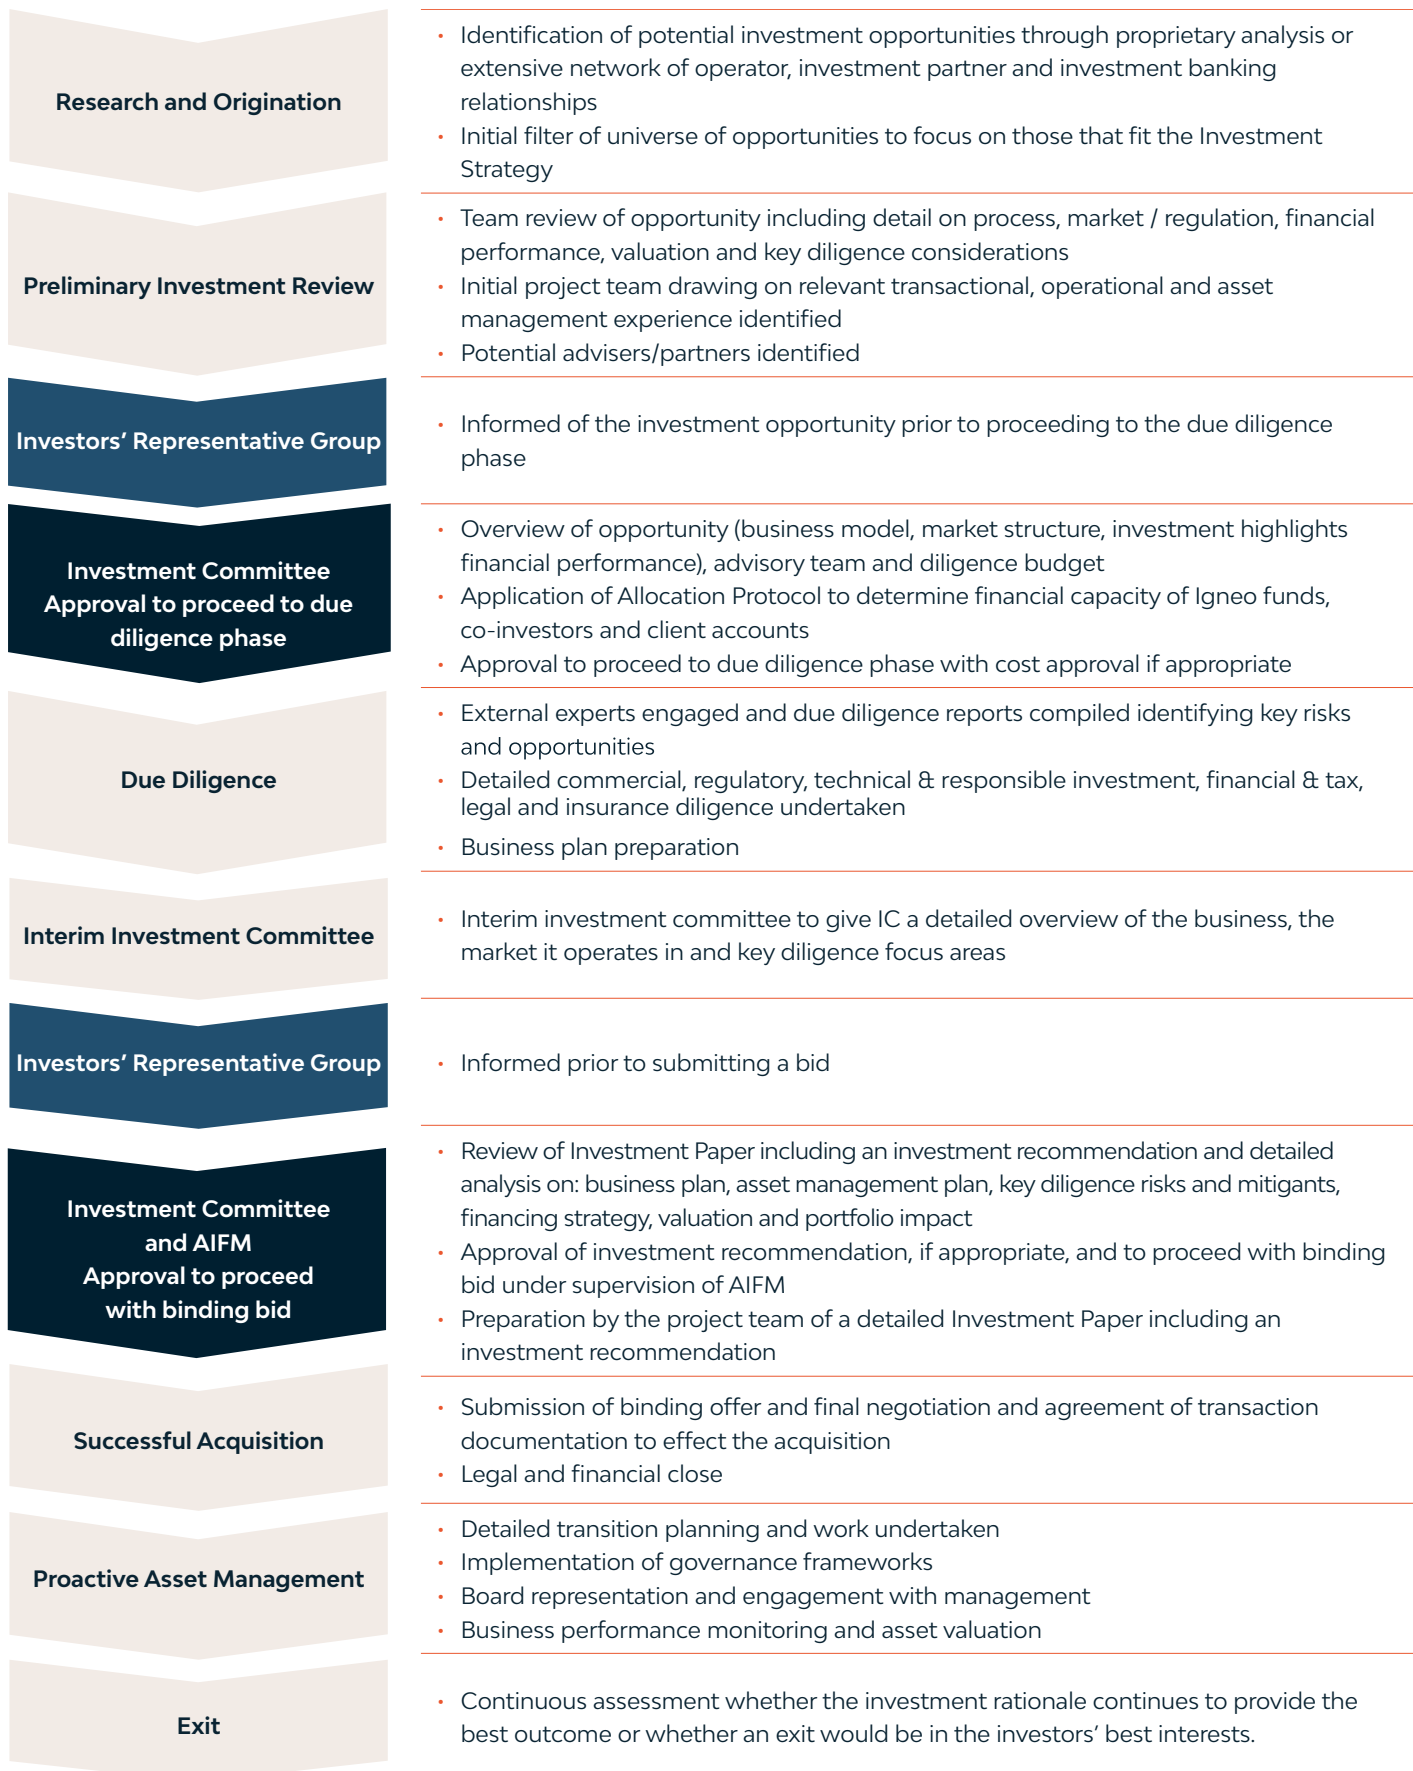 Research and Origination
• Identification of potential investment opportunities through proprietary analysis or
extensive network of operator, investment partner and investment banking
relationships
• Initial filter of universe of opportunities to focus on those that fit the Investment
Strategy
Preliminary Investment Review
• Team review of opportunity including detail on process, market / regulation, financial
performance, valuation and key diligence considerations
• Initial project team drawing on relevant transactional, operational and asset
management experience identified
• Potential advisers/partners identified
Investors’ Representative Group
• Informed of the investment opportunity prior to proceeding to the due diligence
phase
Investment Committee
Approval to proceed to due
diligence phase
• Overview of opportunity (business model, market structure, investment highlights
financial performance), advisory team and diligence budget
• Application of Allocation Protocol to determine financial capacity of Igneo funds,
co-investors and client accounts
• Approval to proceed to due diligence phase with cost approval if appropriate
Due Diligence
• External experts engaged and due diligence reports compiled identifying key risks
and opportunities
• Detailed commercial, regulatory, technical & responsible investment, financial & tax,
legal and insurance diligence undertaken
• Business plan preparation
Interim Investment Committee
• Interim investment committee to give IC a detailed overview of the business, the
market it operates in and key diligence focus areas
Investors’ Representative Group
• Informed prior to submitting a bid
Investment Committee
and AIFM
Approval to proceed
with binding bid
• Review of Investment Paper including an investment recommendation and detailed
analysis on: business plan, asset management plan, key diligence risks and mitigants,
financing strategy, valuation and portfolio impact
• Approval of investment recommendation, if appropriate, and to proceed with binding
bid under supervision of AIFM
• Preparation by the project team of a detailed Investment Paper including an
investment recommendation
Successful Acquisition
• Submission of binding offer and final negotiation and agreement of transaction
documentation to effect the acquisition
• Legal and financial close
Proactive Asset Management
• Detailed transition planning and work undertaken
• Implementation of governance frameworks
• Board representation and engagement with management
• Business performance monitoring and asset valuation
Exit
• Continuous assessment whether the investment rationale continues to provide the
best outcome or whether an exit would be in the investors’ best interests.